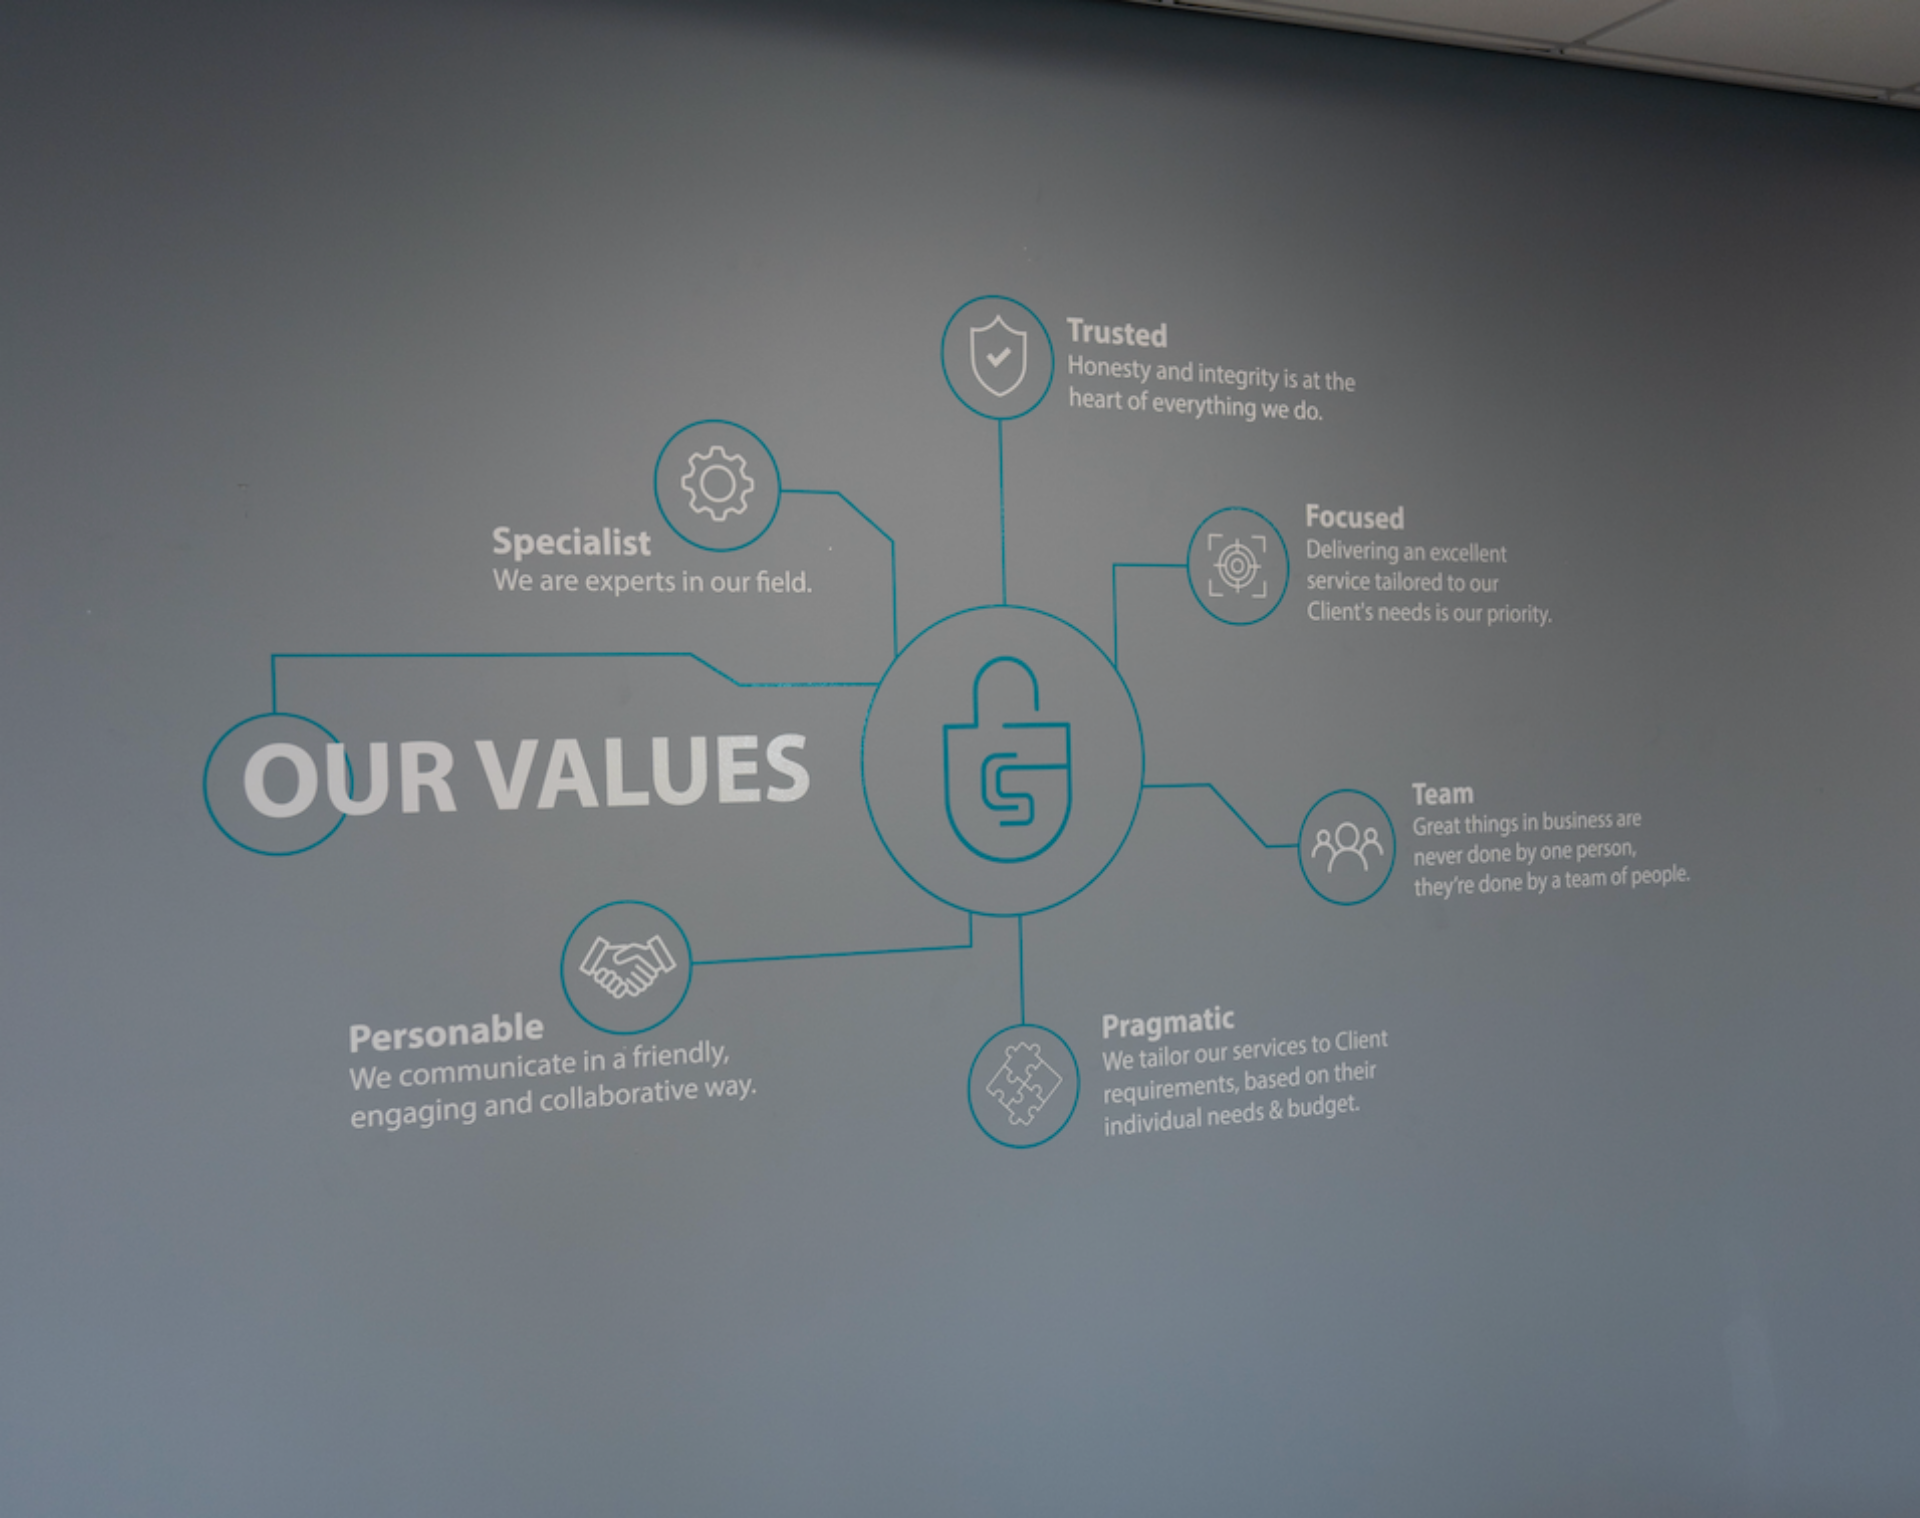 Trusted
Honesty and integrity is at the
heart of everything we do.
Specialist
We are experts in our field.
Focused
Delivering an excellent
service tailored to our
Client's needs is our priority.
OUR VALUES
Team
Great things in business are
never done by one person,
they're done by a team of people.
Personable
We communicate in a friendly,
engaging and collaborative way.
Pragmatic
We tailor our services to Client
requirements, based on their
individual needs & budget.